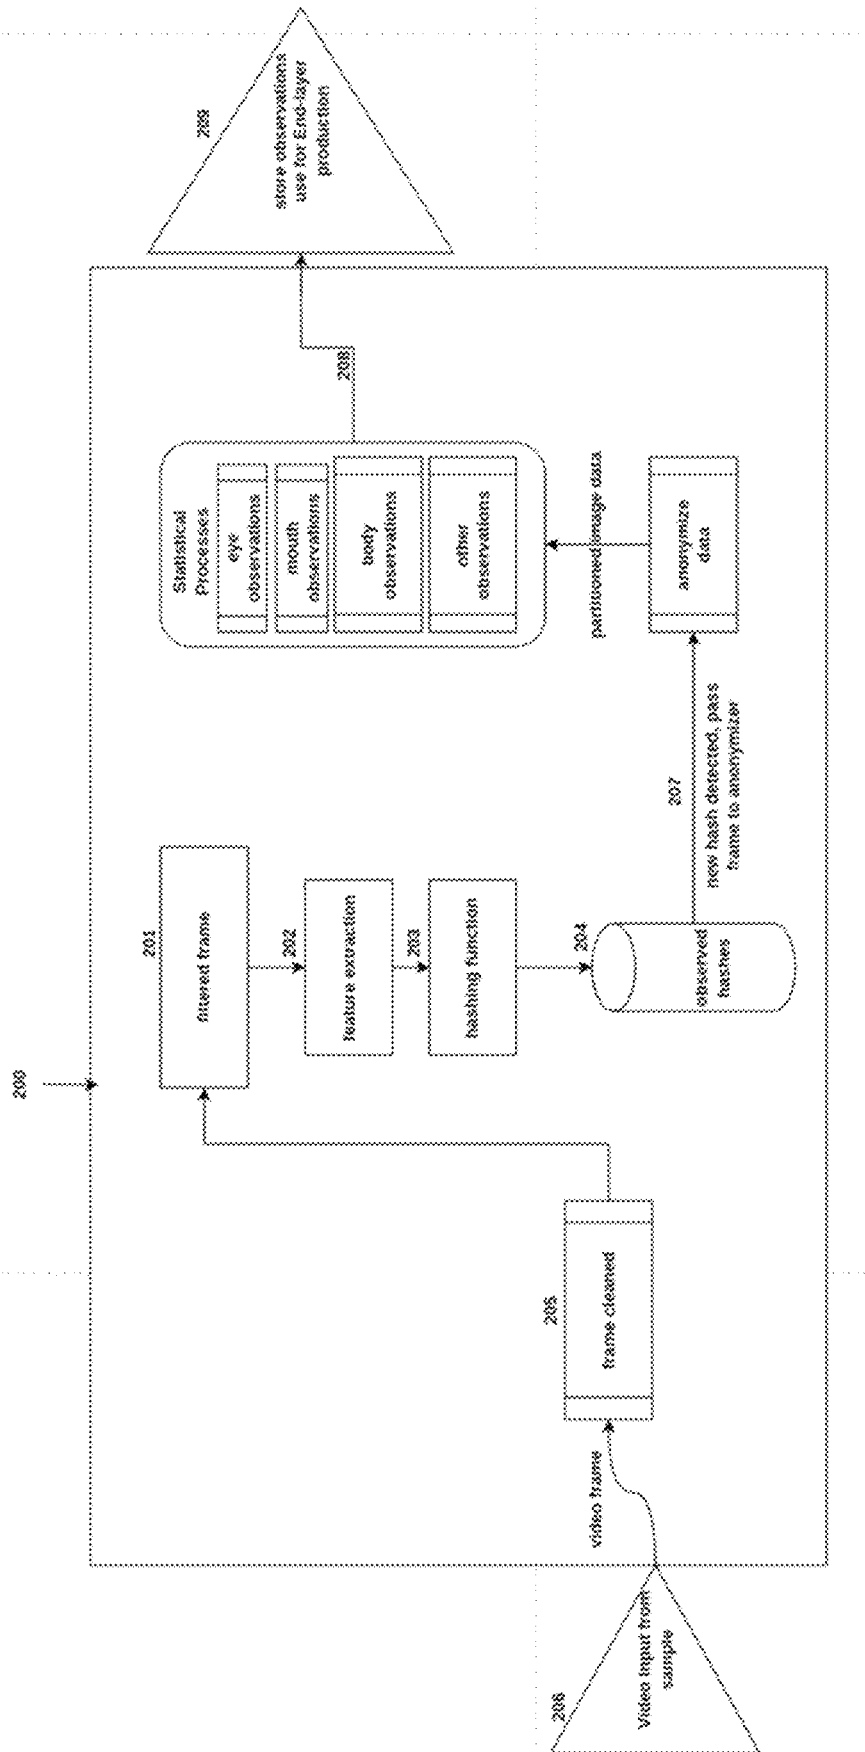 200
206
Video Input from
sample
video frame
205
frame cleaned
201
filtered frame
202
feature extraction
203
hashing function
204
observed
hashes
207
new hash detected, pass
frame to anonymizer
anonymize
data
partitioned image data
Statistical
Processes
eye
observations
mouth
observations
body
observations
other
observations
208
209
store observations
use for End-layer
production